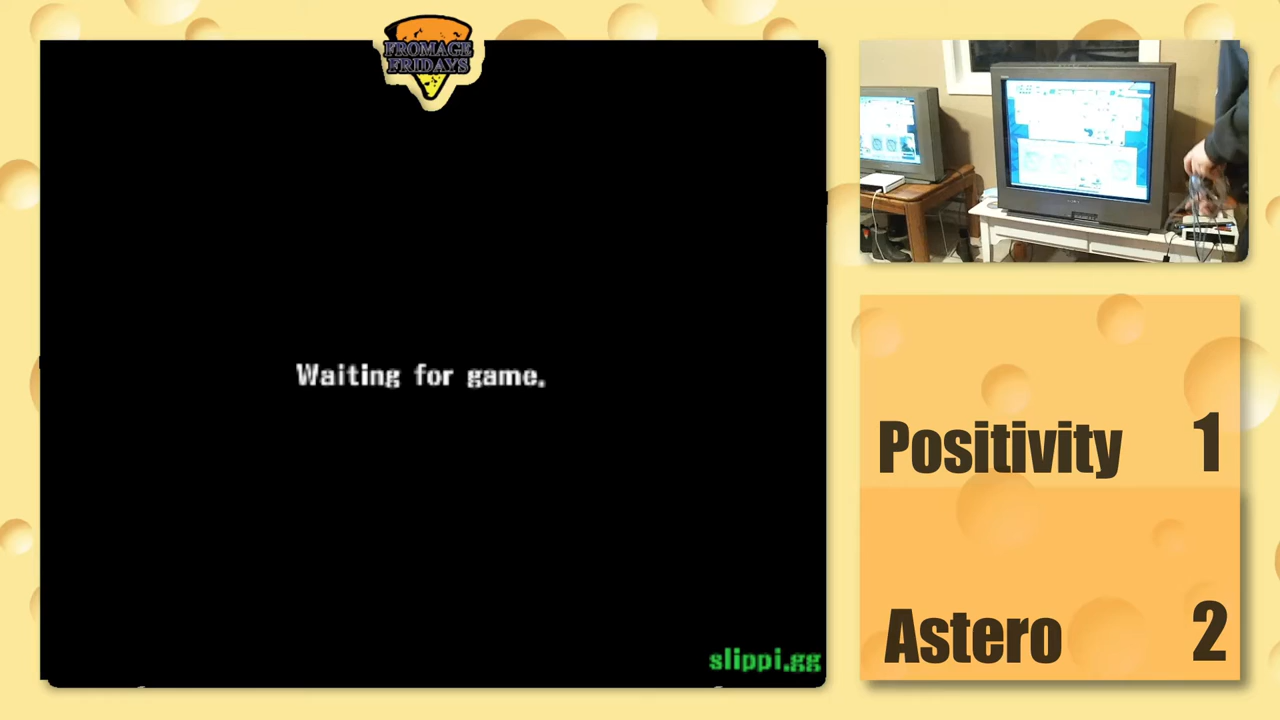 FROMAGE
FRIDAYS
Waiting for game.
slippi.gg
Positivity 1
Astero 2